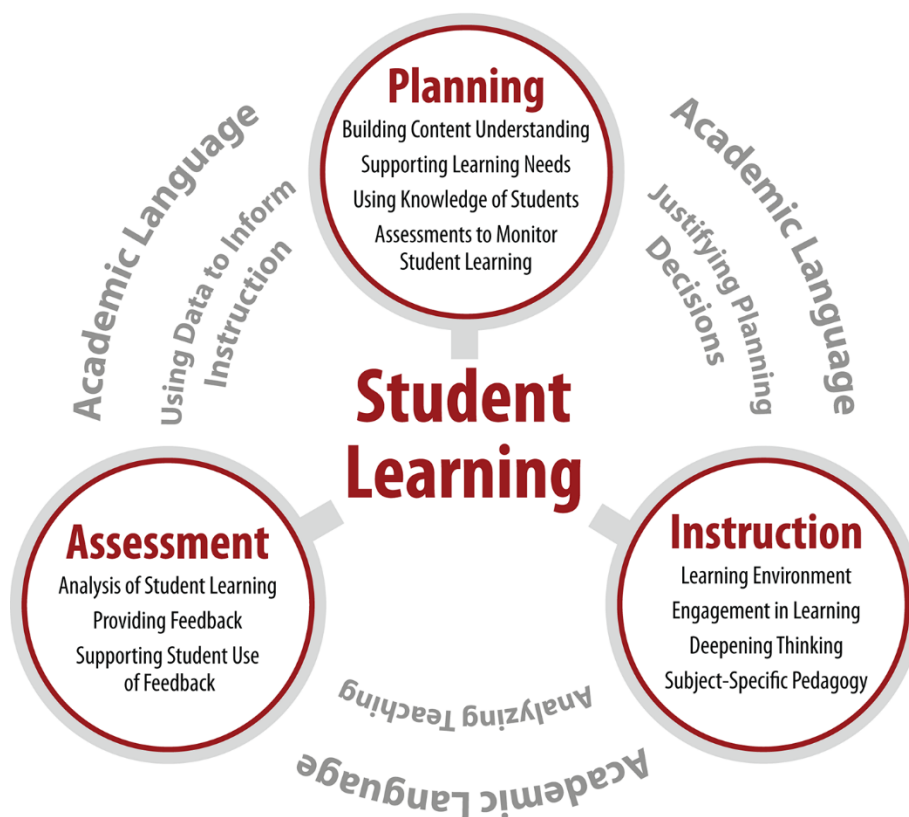 Planning
Building Content Understanding
Supporting Learning Needs
Using Knowledge of Students
Assessments to Monitor
Student Learning
Academic Language
Using Data to Inform
Instruction
Academic Language
Justifying Planning
Decisions
Student
Learning
Assessment
Analysis of Student Learning
Providing Feedback
Supporting Student Use
of Feedback
Instruction
Learning Environment
Engagement in Learning
Deepening Thinking
Subject-Specific Pedagogy
Analyzing Teaching
Academic Language